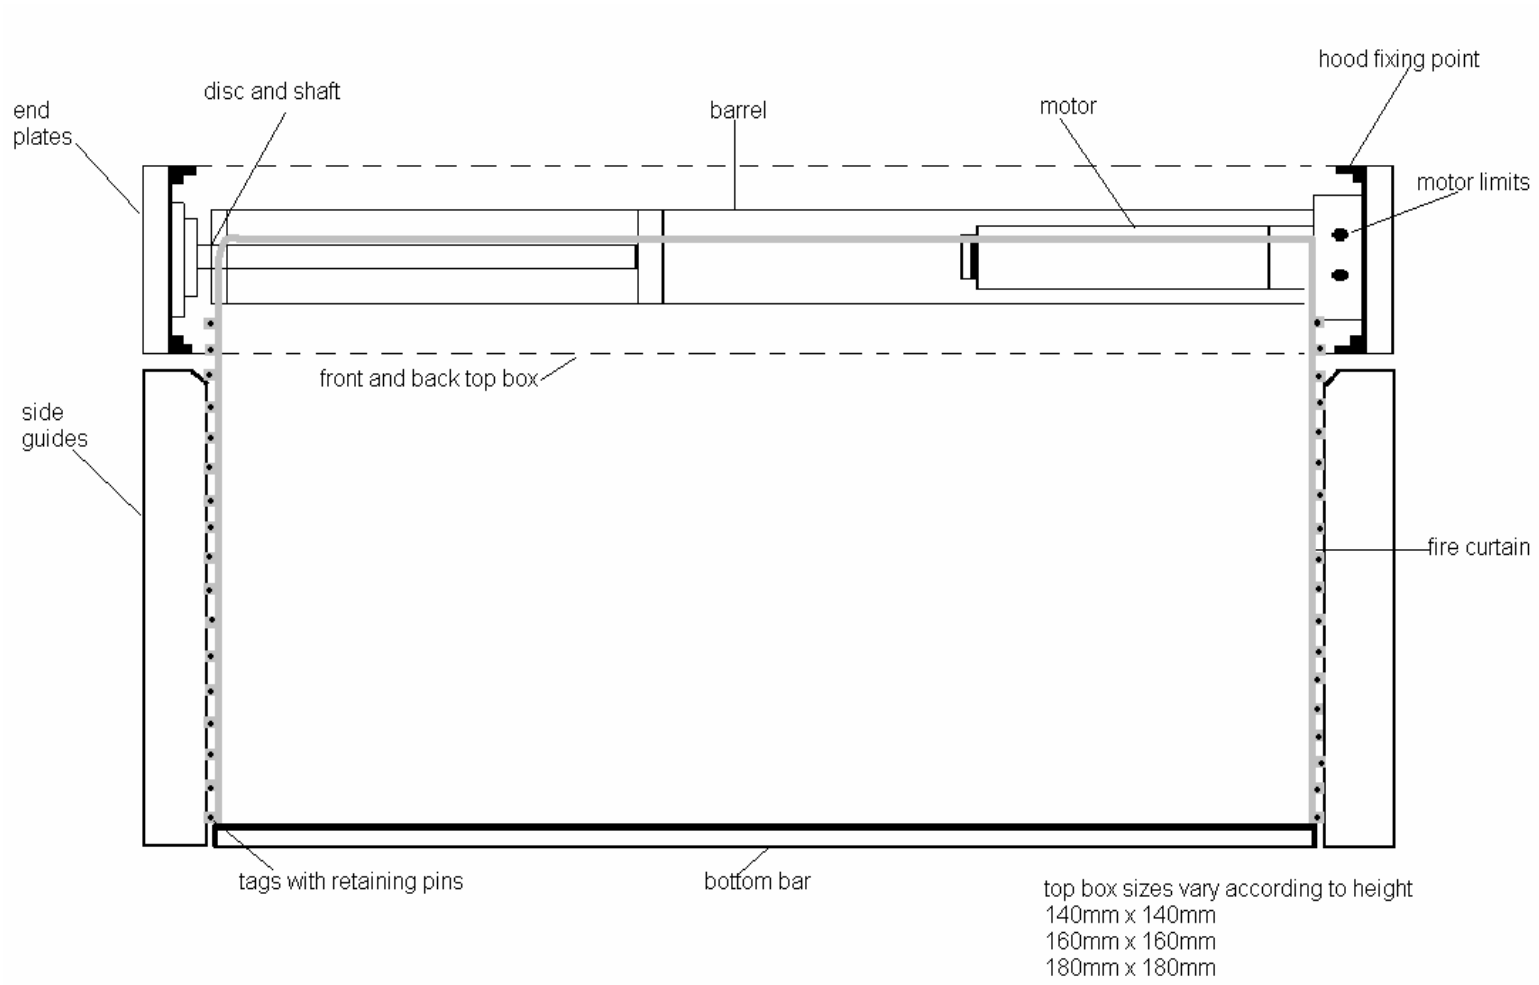 hood fixing point
disc and shaft
end
plates
barrel
motor
motor limits
front and back top box
side
guides
fire curtain
tags with retaining pins
bottom bar
top box sizes vary according to height
140mm x 140mm
160mm x 160mm
180mm x 180mm